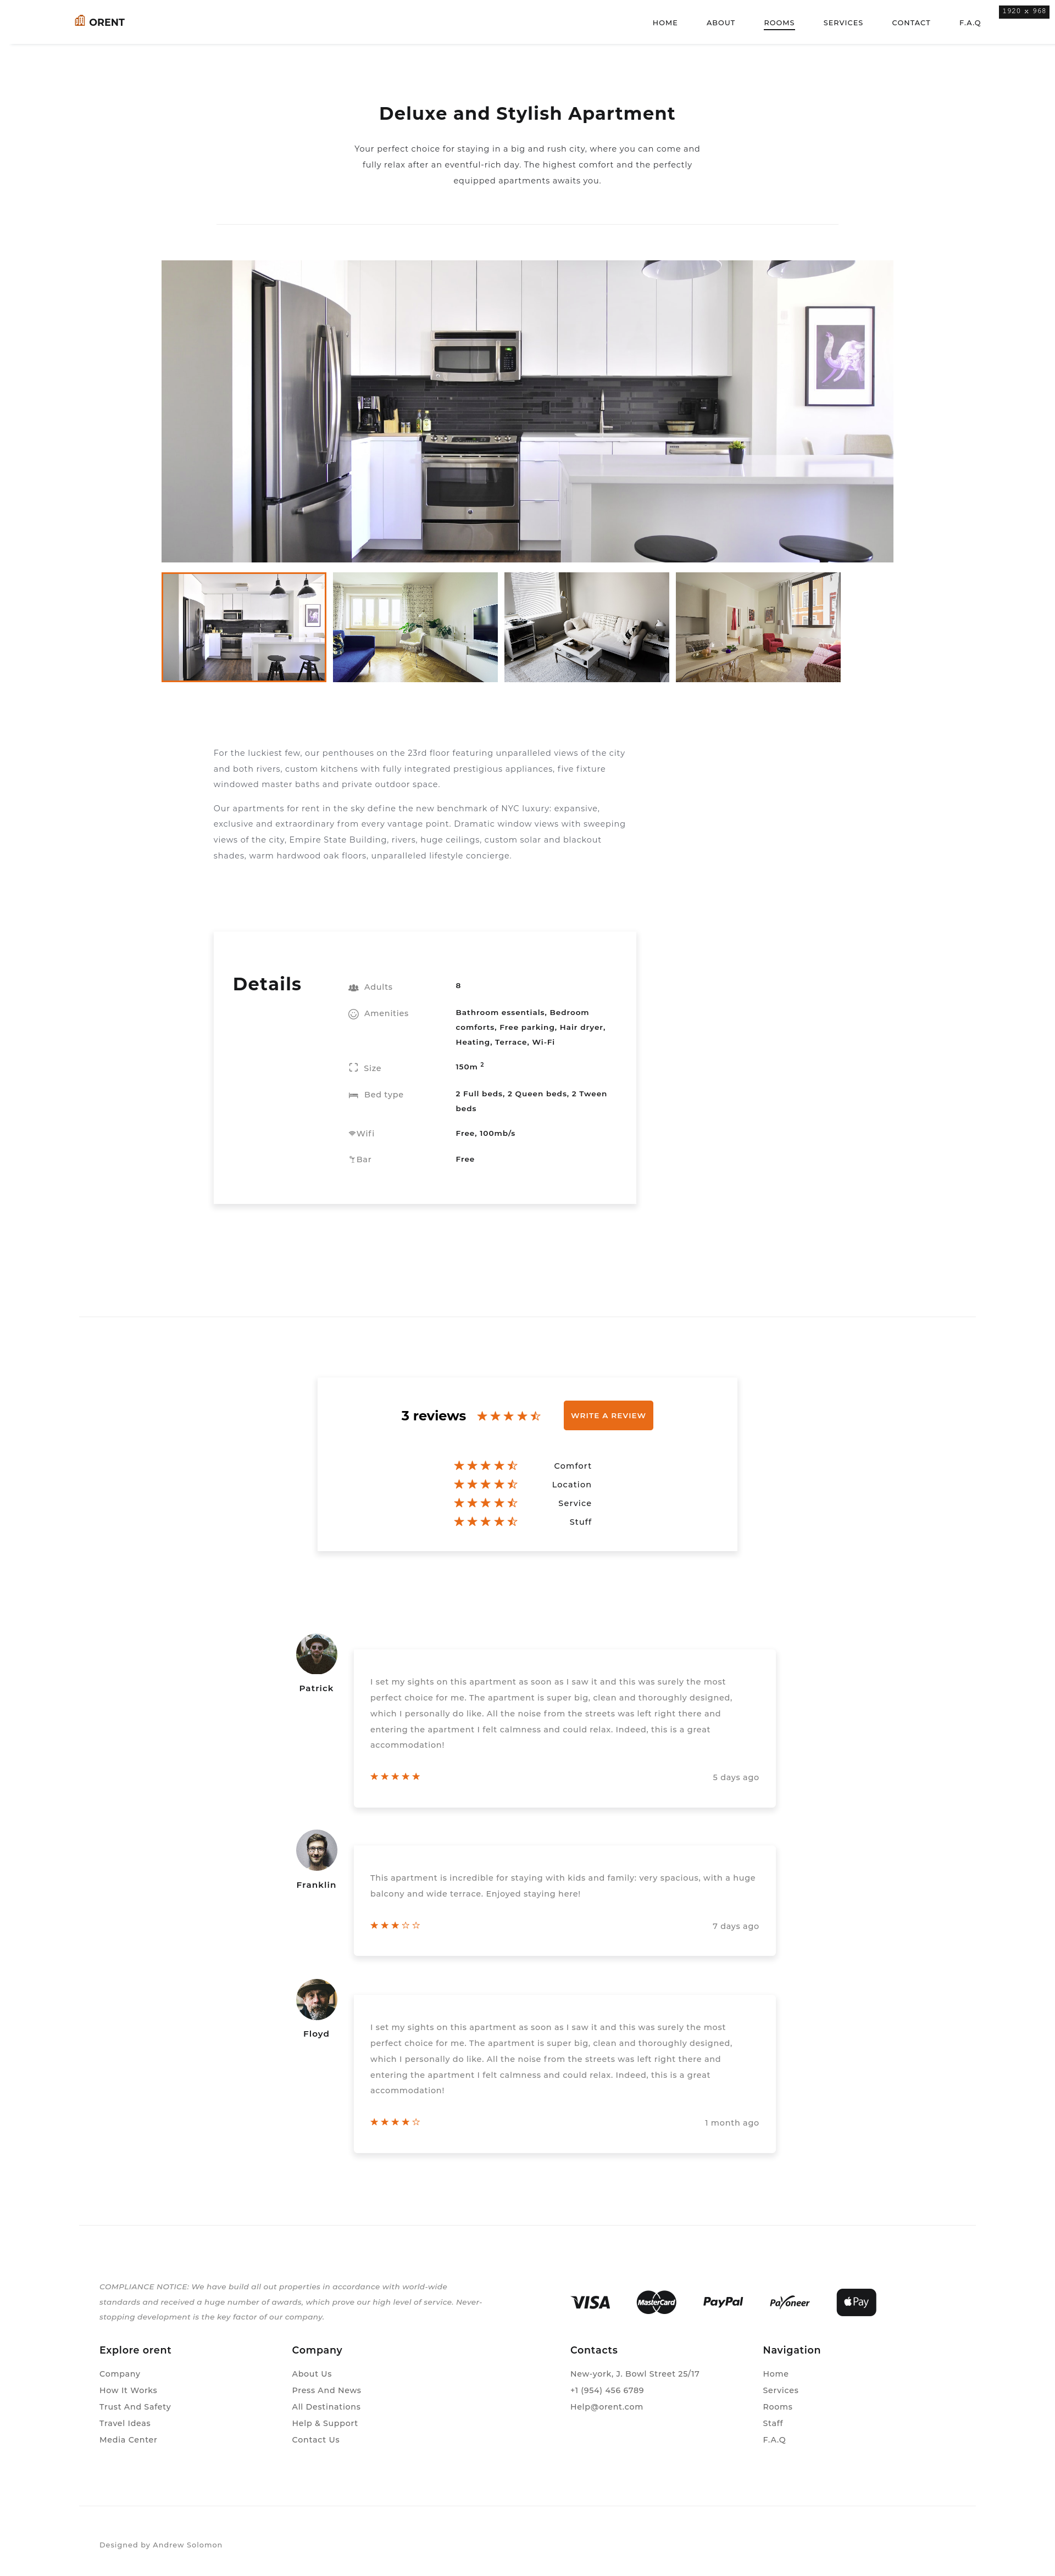 1920 x 968
ORENT
HOME ABOUT ROOMS SERVICES CONTACT F.A.Q
Deluxe and Stylish Apartment
Your perfect choice for staying in a big and rush city, where you can come and
fully relax after an eventful-rich day. The highest comfort and the perfectly
equipped apartments awaits you.
For the luckiest few, our penthouses on the 23rd floor featuring unparalleled views of the city
and both rivers, custom kitchens with fully integrated prestigious appliances, five fixture
windowed master baths and private outdoor space.
Our apartments for rent in the sky define the new benchmark of NYC luxury: expansive,
exclusive and extraordinary from every vantage point. Dramatic window views with sweeping
views of the city, Empire State Building, rivers, huge ceilings, custom solar and blackout
shades, warm hardwood oak floors, unparalleled lifestyle concierge.
Details
Adults 8
Amenities Bathroom essentials, Bedroom
comforts, Free parking, Hair dryer,
Heating, Terrace, Wi-Fi
Size 150m 2
Bed type 2 Full beds, 2 Queen beds, 2 Tween
beds
Wifi Free, 100mb/s
Bar Free
3 reviews WRITE A REVIEW
Comfort
Location
Service
Stuff
Patrick
I set my sights on this apartment as soon as I saw it and this was surely the most
perfect choice for me. The apartment is super big, clean and thoroughly designed,
which I personally do like. All the noise from the streets was left right there and
entering the apartment I felt calmness and could relax. Indeed, this is a great
accommodation!
5 days ago
Franklin
This apartment is incredible for staying with kids and family: very spacious, with a huge
balcony and wide terrace. Enjoyed staying here!
7 days ago
Floyd
I set my sights on this apartment as soon as I saw it and this was surely the most
perfect choice for me. The apartment is super big, clean and thoroughly designed,
which I personally do like. All the noise from the streets was left right there and
entering the apartment I felt calmness and could relax. Indeed, this is a great
accommodation!
1 month ago
COMPLIANCE NOTICE: We have build all out properties in accordance with world-wide
standards and received a huge number of awards, which prove our high level of service. Never-
stopping development is the key factor of our company.
VISA MasterCard PayPal Payoneer Pay
Explore orent
Company
How It Works
Trust And Safety
Travel Ideas
Media Center
Company
About Us
Press And News
All Destinations
Help & Support
Contact Us
Contacts
New-york, J. Bowl Street 25/17
+1 (954) 456 6789
Help@orent.com
Navigation
Home
Services
Rooms
Staff
F.A.Q
Designed by Andrew Solomon